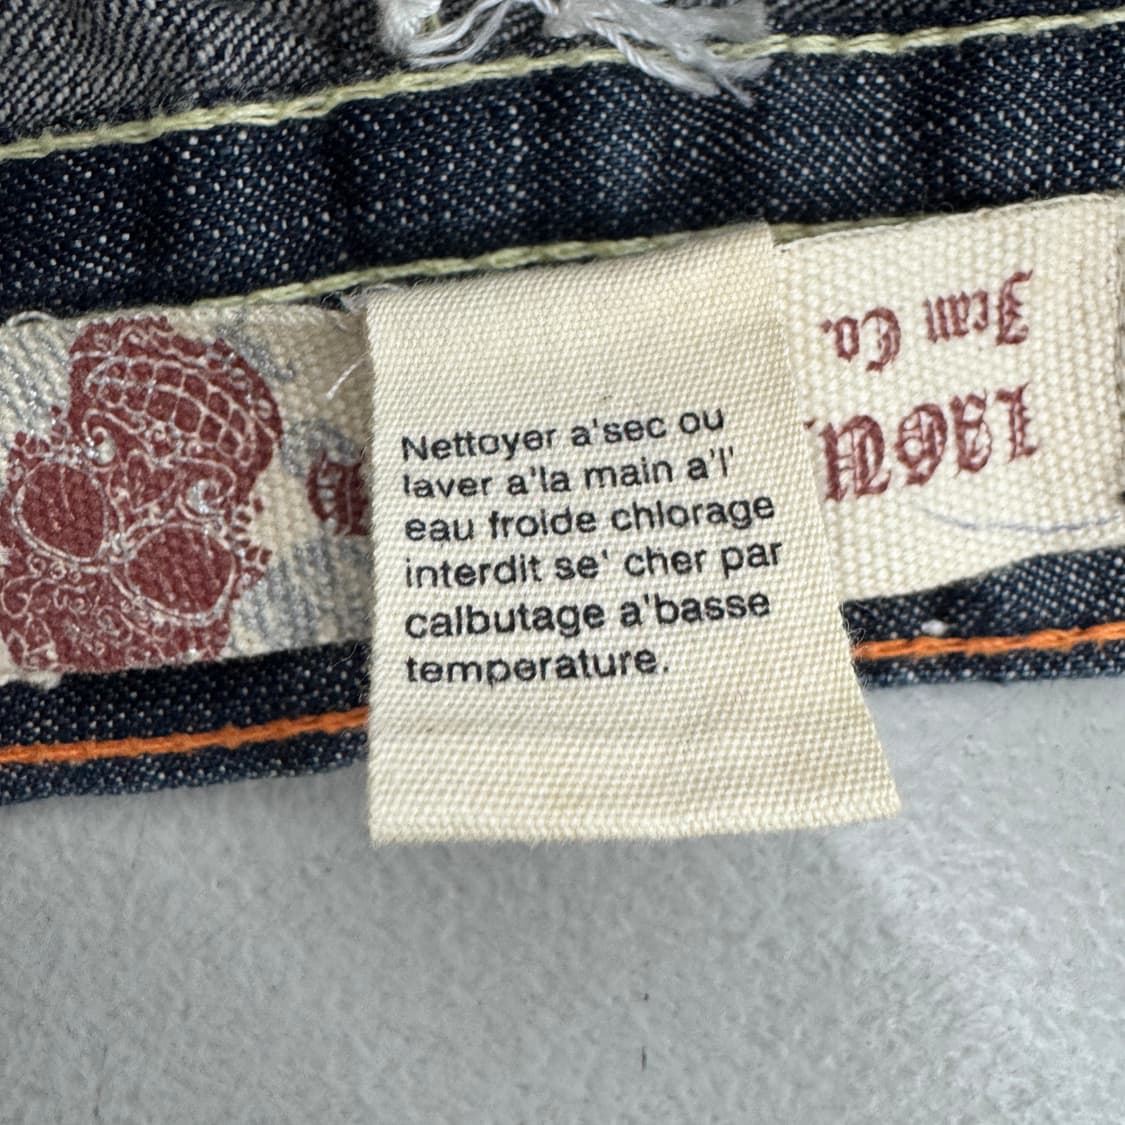 Nettoyer a'sec ou
laver a'la main a'l'
eau froide chlorage
interdit se' cher par
calbutage a'basse
temperature.
Jean Co.